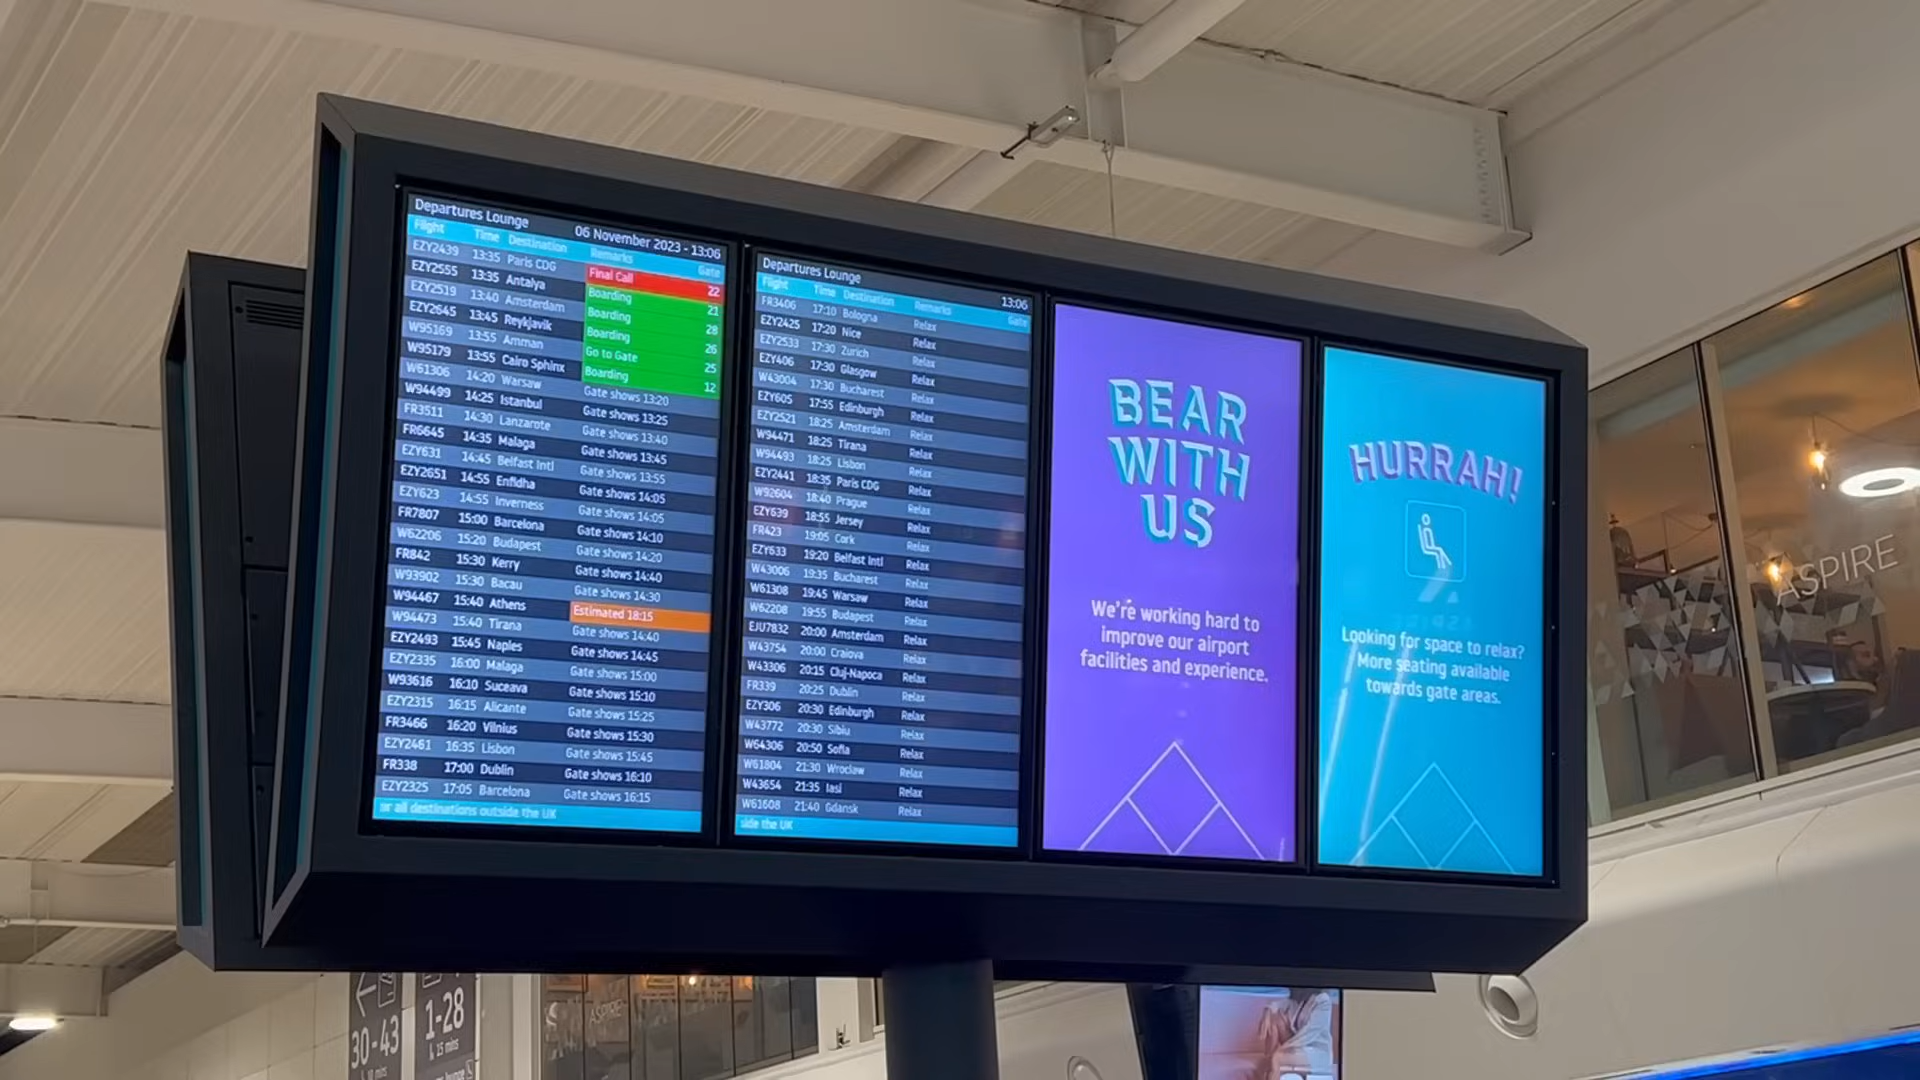 Departures Lounge 06 November 2023 - 13:06
Flight Time Destination Remarks Gate
EZY2439 13:35 Paris CDG Final Call 22
EZY2555 13:35 Antalya Boarding 21
EZY2519 13:40 Amsterdam Boarding 28
EZY2645 13:45 Reykjavik Boarding 26
W95169 13:55 Amman Go to Gate 25
W95179 13:55 Cairo Sphinx Boarding 12
W61306 14:20 Warsaw Gate shows 13:20
W94499 14:25 Istanbul Gate shows 13:25
FR3511 14:30 Lanzarote Gate shows 13:40
FR6645 14:35 Malaga Gate shows 13:45
EZY631 14:45 Belfast Intl Gate shows 13:55
EZY2651 14:55 Enfidha Gate shows 14:05
EZY623 14:55 Inverness Gate shows 14:05
FR7807 15:00 Barcelona Gate shows 14:10
W62206 15:20 Budapest Gate shows 14:20
FR842 15:30 Kerry Gate shows 14:40
W93902 15:30 Bacau Gate shows 14:30
W94467 15:40 Athens Estimated 18:15
W94473 15:40 Tirana Gate shows 14:40
EZY2493 15:45 Naples Gate shows 14:45
EZY2335 16:00 Malaga Gate shows 15:00
W93616 16:10 Suceava Gate shows 15:10
EZY2315 16:15 Alicante Gate shows 15:25
FR3466 16:20 Vilnius Gate shows 15:30
EZY2461 16:35 Lisbon Gate shows 15:45
FR338 17:00 Dublin Gate shows 16:10
EZY2325 17:05 Barcelona Gate shows 16:15
or all destinations outside the UK
Departures Lounge 13:06
Flight Time Destination Remarks Gate
FR3406 17:10 Bologna Relax
EZY2425 17:20 Nice Relax
EZY2533 17:30 Zurich Relax
EZY406 17:30 Glasgow Relax
W43004 17:30 Bucharest Relax
EZY605 17:55 Edinburgh Relax
EZY2521 18:25 Amsterdam Relax
W94471 18:25 Tirana Relax
W94493 18:25 Lisbon Relax
EZY2441 18:35 Paris CDG Relax
W92604 18:40 Prague Relax
EZY639 18:55 Jersey Relax
FR423 19:05 Cork Relax
EZY633 19:20 Belfast Intl Relax
W43006 19:35 Bucharest Relax
W61308 19:45 Warsaw Relax
W62208 19:55 Budapest Relax
EJU7832 20:00 Amsterdam Relax
W43754 20:00 Craiova Relax
W43306 20:15 Cluj-Napoca Relax
FR339 20:25 Dublin Relax
EZY306 20:30 Edinburgh Relax
W43772 20:30 Sibiu Relax
W64306 20:50 Sofia Relax
W61804 21:30 Wroclaw Relax
W43654 21:35 Iasi Relax
W61608 21:40 Gdansk Relax
side the UK
BEAR
WITH
US
We're working hard to
improve our airport
facilities and experience.
HURRAH!
Looking for space to relax?
More seating available
towards gate areas.
ASPIRE
30-43
1-28
15 mins
ASPIRE